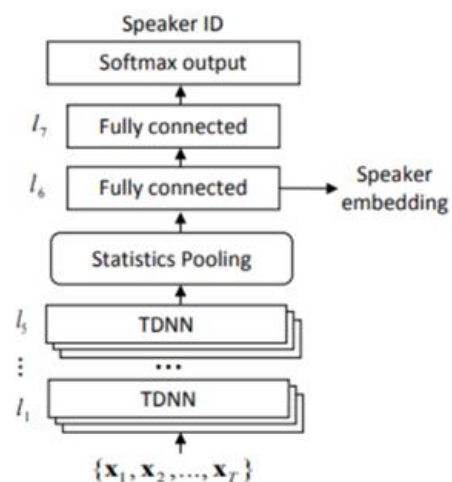 Speaker ID
Softmax output
l₇ Fully connected
l₆ Fully connected
Speaker
embedding
Statistics Pooling
l₅ TDNN
⋮ ...
l₁ TDNN
{x₁, x₂, ..., x_T}